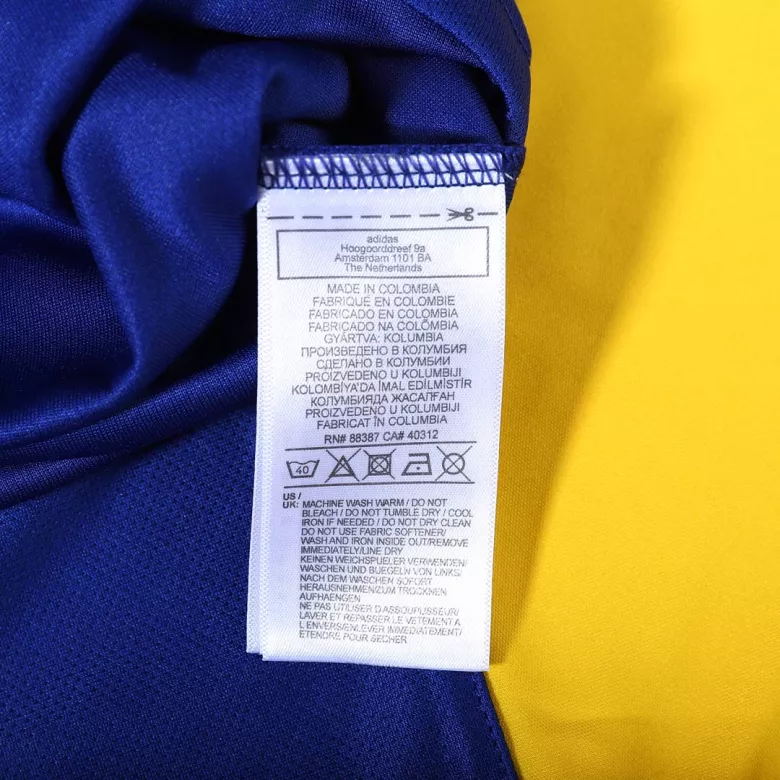 adidas
Hoogoorddreef 9a
Amsterdam 1101 BA
The Netherlands
MADE IN COLOMBIA
FABRIQUÉ EN COLOMBIE
FABRICADO EN COLOMBIA
FABRICADO NA COLÔMBIA
GYÁRTVA: KOLUMBIA
ПРОИЗВЕДЕНО В КОЛУМБИЯ
СДЕЛАНО В КОЛУМБИИ
PROIZVEDENO U KOLUMBIJI
KOLOMBİYA'DA İMAL EDİLMİSTİR
КОЛУМБИЯДА ЖАСАЛҒАН
PROIZVEDENO U KOLUMBIJI
FABRICAT ÎN COLUMBIA
RN# 88387 CA# 40312
40
US /
UK: MACHINE WASH WARM / DO NOT
BLEACH / DO NOT TUMBLE DRY / COOL
IRON IF NEEDED / DO NOT DRY CLEAN
DO NOT USE FABRIC SOFTENER/
WASH AND IRON INSIDE OUT/REMOVE
IMMEDIATELY/LINE DRY
KEINEN WEICHSPUELER VERWENDEN/
WASCHEN UND BUEGELN VON LINKS/
NACH DEM WASCHEN SOFORT
HERAUSNEHMEN/ZUM TROCKNEN
AUFHAENGEN
NE PAS UTILISER D ASSOUPLISSEUR/
LAVER ET REPASSER LE VETEMENT A
L ENVERS/ENLEVER IMMEDIATEMENT/
ETENDRE POUR SECHER